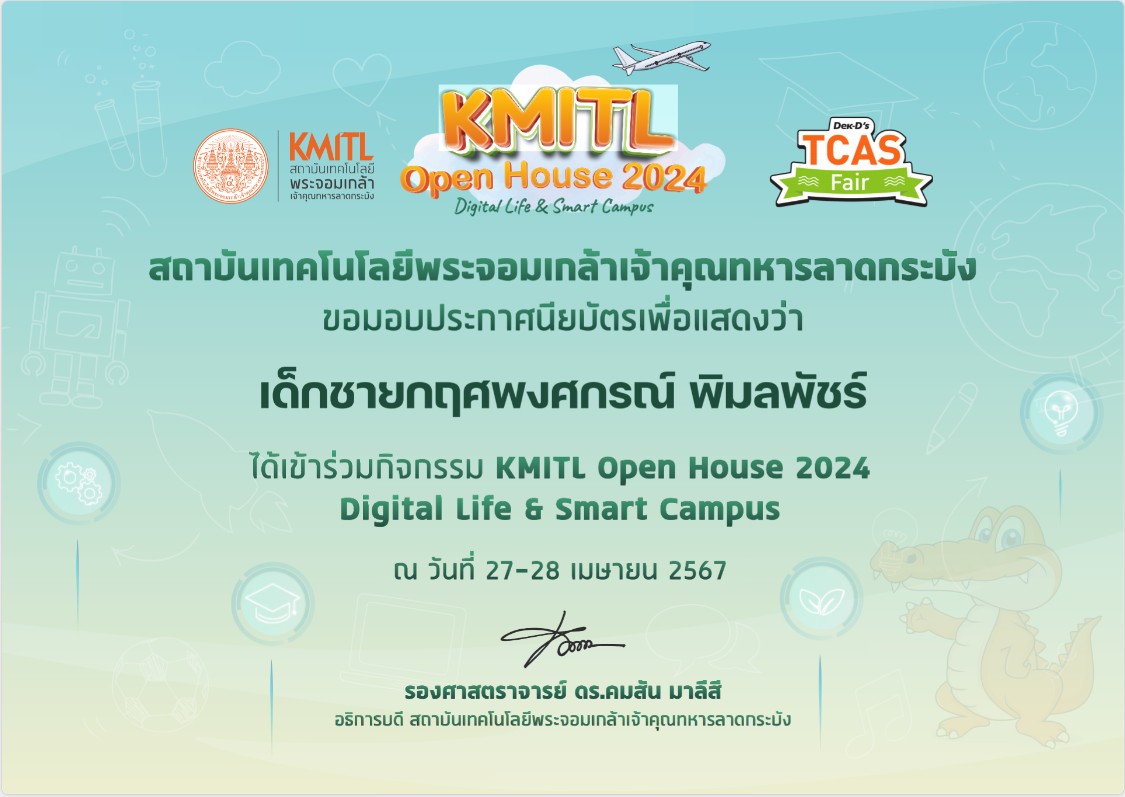 KMITL
สถาบันเทคโนโลยี
พระจอมเกล้า
เจ้าคุณทหารลาดกระบัง
KMITL
Open House 2024
Digital Life & Smart Campus
Dek-D's
TCAS
Fair
สถาบันเทคโนโลยีพระจอมเกล้าเจ้าคุณทหารลาดกระบัง
ขอมอบประกาศนียบัตรเพื่อแสดงว่า
เด็กชายกฤศพงศกรณ์ พิมลพัชร์
ได้เข้าร่วมกิจกรรม KMITL Open House 2024
Digital Life & Smart Campus
ณ วันที่ 27-28 เมษายน 2567
รองศาสตราจารย์ ดร.คมสัน มาลีสี
อธิการบดี สถาบันเทคโนโลยีพระจอมเกล้าเจ้าคุณทหารลาดกระบัง